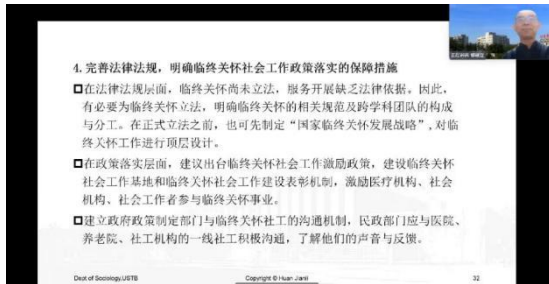 4. 完善法律法规，明确临终关怀社会工作政策落实的保障措施
在法律法规层面，临终关怀尚未立法，服务开展缺乏法律依据。因此，
有必要为临终关怀立法，明确临终关怀的相关规范及跨学科团队的构成
与分工。在正式立法之前，也可先制定“国家临终关怀发展战略”,对临
终关怀工作进行顶层设计。
在政策落实层面，建议出台临终关怀社会工作激励政策，建设临终关怀
社会工作基地和临终关怀社会工作建设表彰机制，激励医疗机构、社会
机构、社会工作者参与临终关怀事业。
建立政府政策制定部门与临终关怀社工的沟通机制，民政部门应与医院、
养老院、社工机构的一线社工积极沟通，了解他们的声音与反馈。
Dept of Sociology,USTB
Copyright © Huan Jianli
32